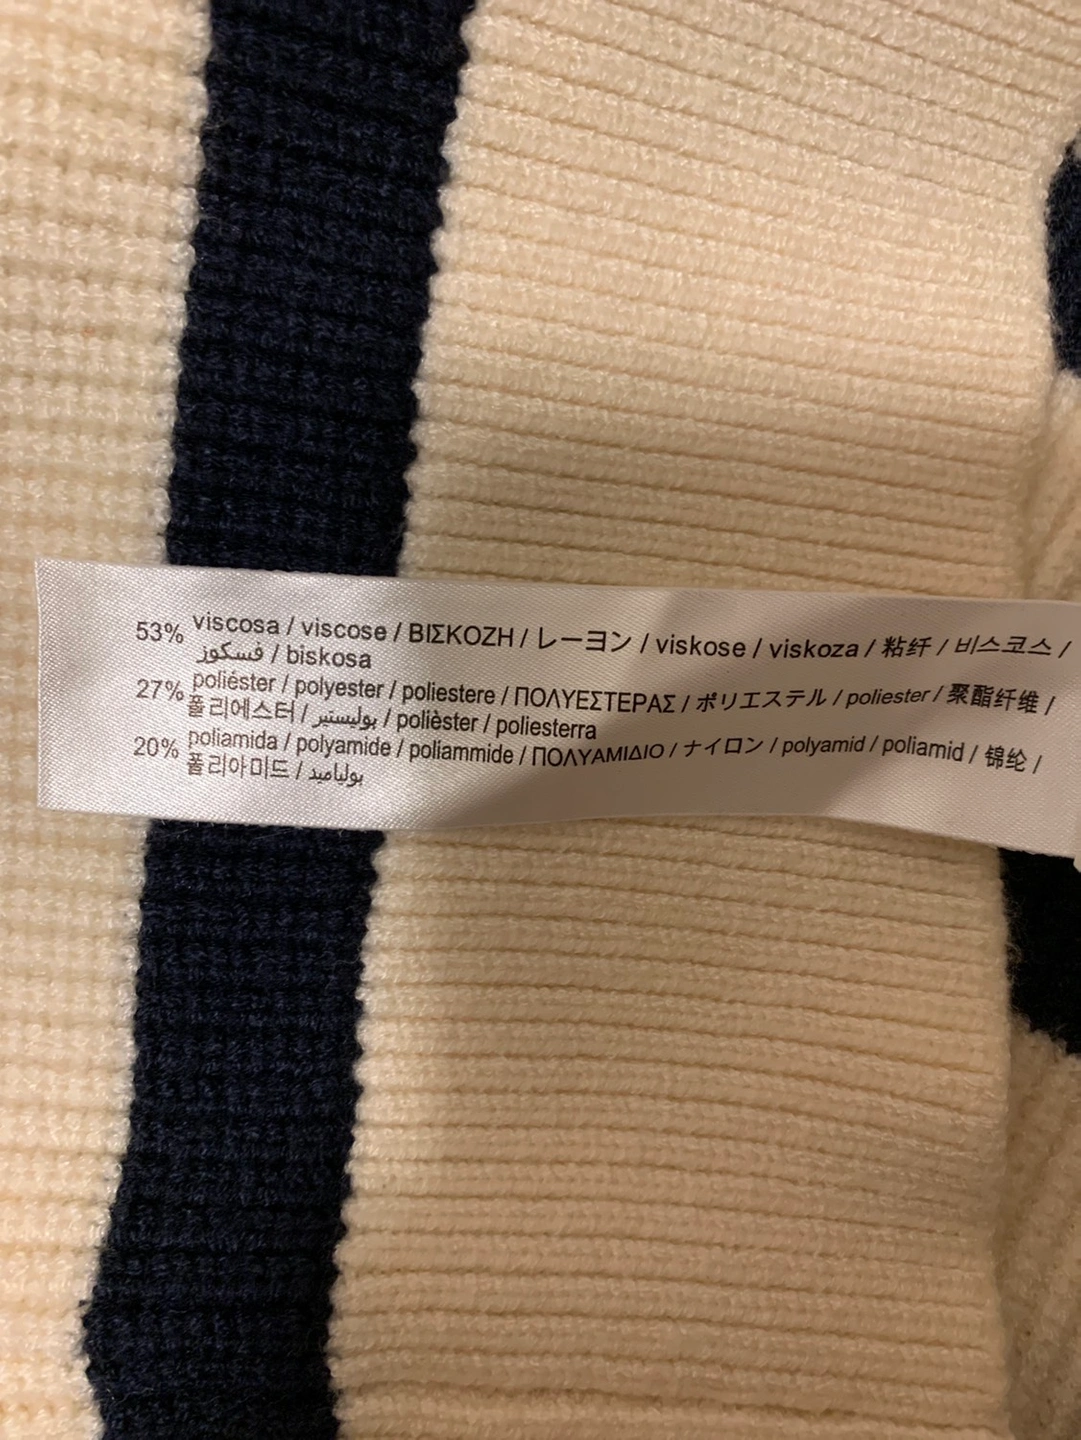 53% viscosa / viscose / ΒΙΣΚΟΖΗ / レーヨン / viskose / viskoza / 粘纤 / 비스코스 /
فسكوز / biskosa
27% poliéster / polyester / poliestere / ΠΟΛΥΕΣΤΕΡΑΣ / ポリエステル / poliester / 聚酯纤维 /
폴리에스터 / بوليستير / polièster / poliesterra
20% poliamida / polyamide / poliammide / ΠΟΛΥΑΜΙΔΙΟ / ナイロン / polyamid / poliamid / 锦纶 /
폴리아미드 / بولياميد